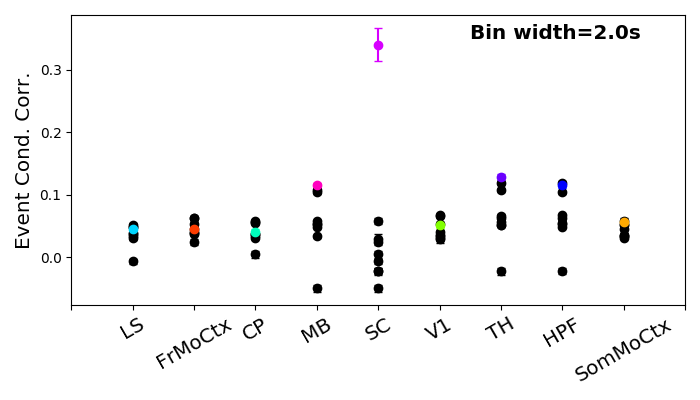 Bin width=2.0s
Event Cond. Corr.
0.3
0.2
0.1
0.0
LS
FrMoCtx
CP
MB
SC
V1
TH
HPF
SomMoCtx